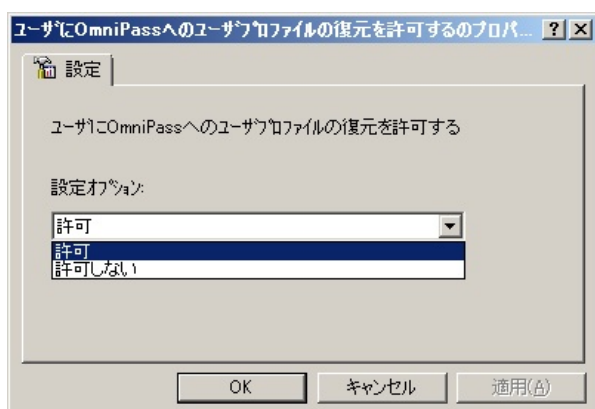 ユーザにOmniPassへのユーザプロファイルの復元を許可するのプロパ...
設定
ユーザにOmniPassへのユーザプロファイルの復元を許可する
設定オプション:
許可
許可
許可しない
OK
キャンセル
適用(A)